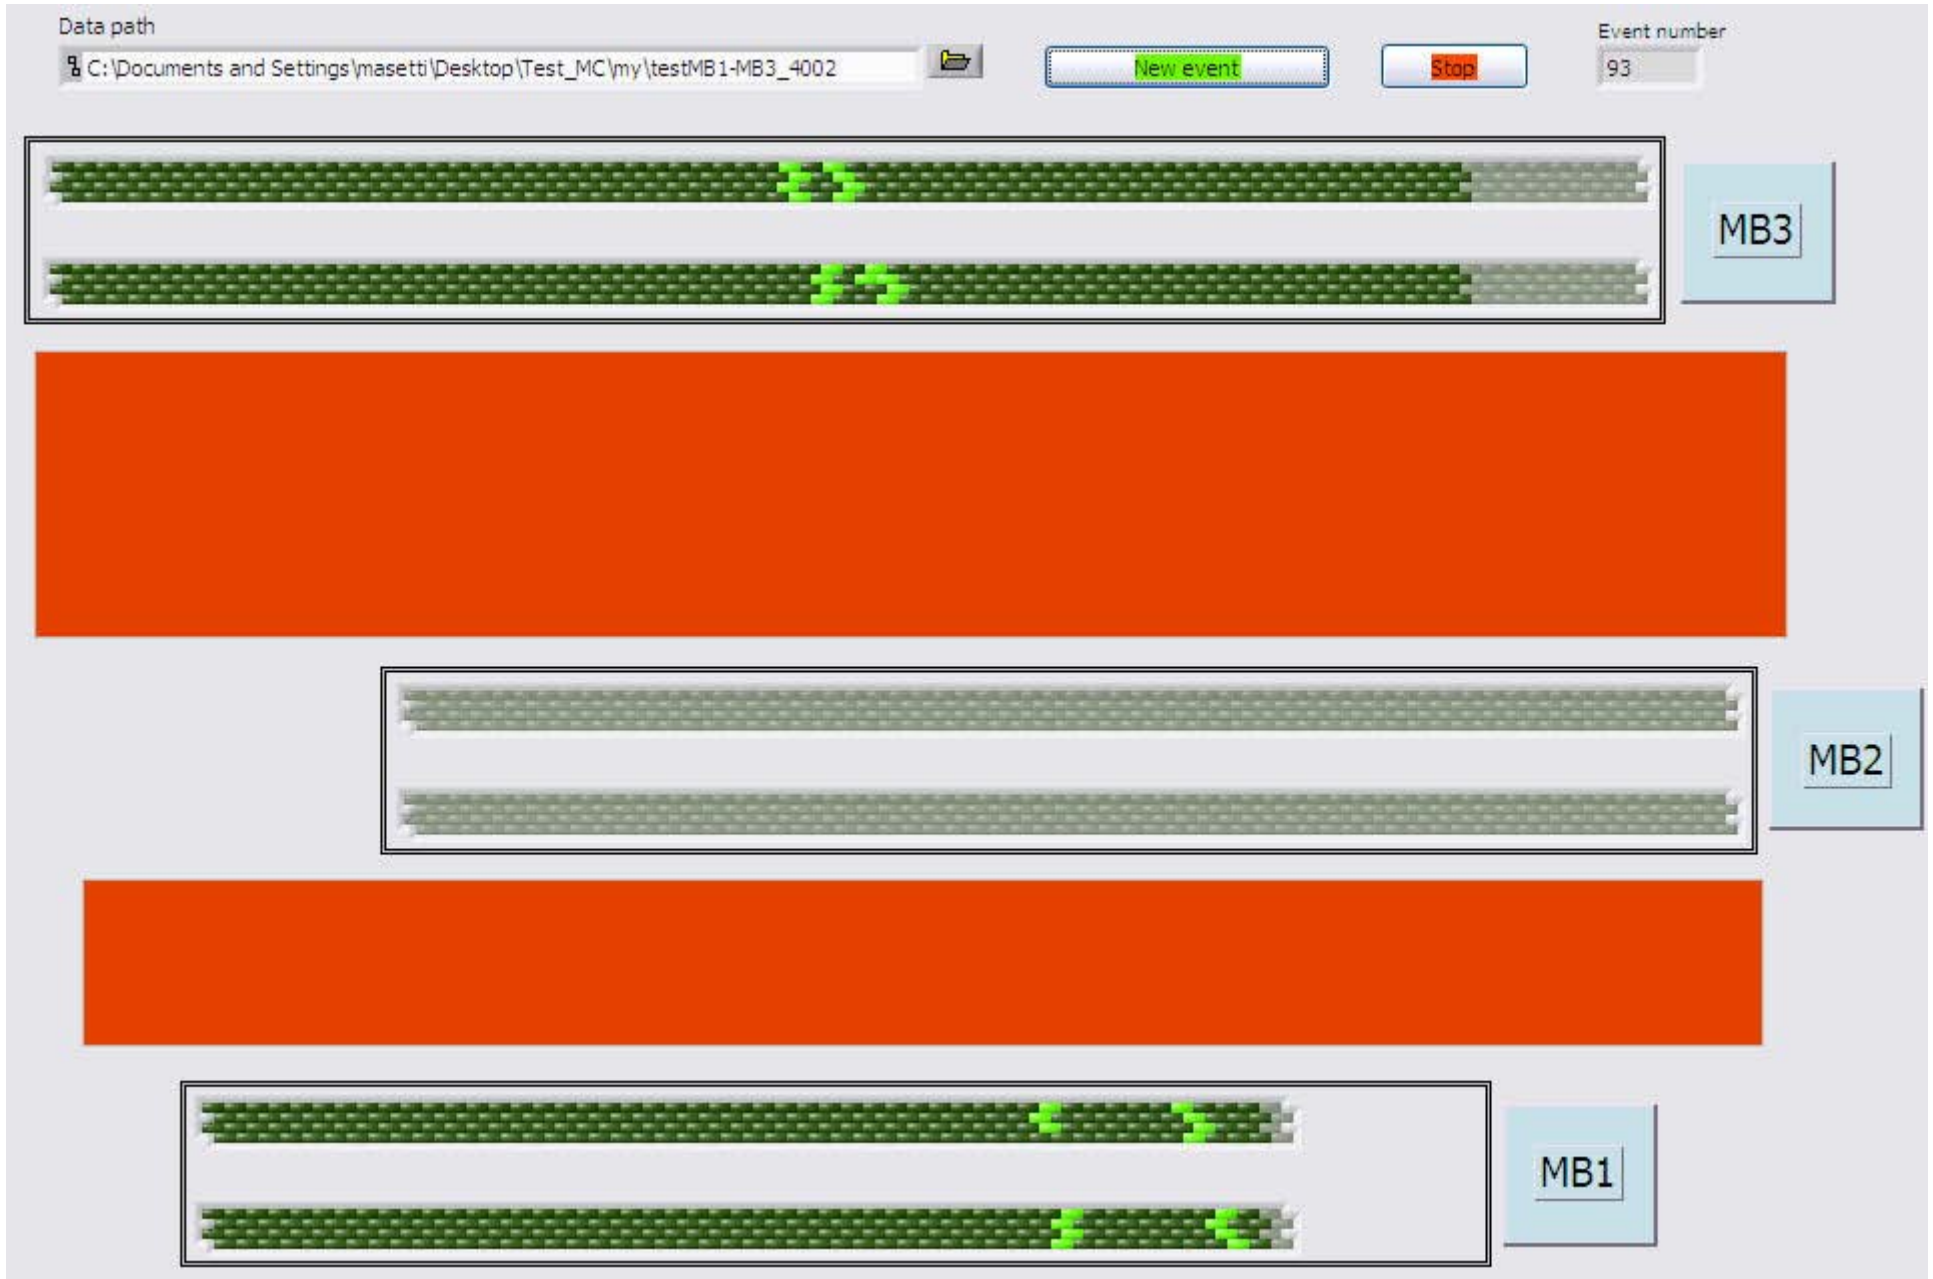 Data path
C:\Documents and Settings\masetti\Desktop\Test_MC\my\testMB1-MB3_4002
New event
Stop
Event number
93
MB3
MB2
MB1